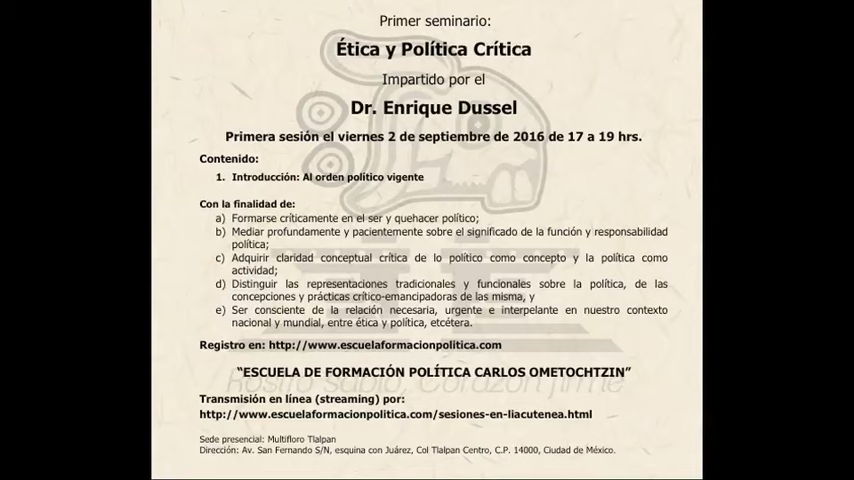 Primer seminario:
Ética y Política Crítica
Impartido por el
Dr. Enrique Dussel
Primera sesión el viernes 2 de septiembre de 2016 de 17 a 19 hrs.
Contenido:
1. Introducción: Al orden político vigente
Con la finalidad de:
a) Formarse críticamente en el ser y quehacer político;
b) Mediar profundamente y pacientemente sobre el significado de la función y responsabilidad
política;
c) Adquirir claridad conceptual crítica de lo político como concepto y la política como
actividad;
d) Distinguir las representaciones tradicionales y funcionales sobre la política, de las
concepciones y prácticas crítico-emancipadoras de las misma, y
e) Ser consciente de la relación necesaria, urgente e interpelante en nuestro contexto
nacional y mundial, entre ética y política, etcétera.
Registro en: http://www.escuelaformacionpolitica.com
“ESCUELA DE FORMACIÓN POLÍTICA CARLOS OMETOCHTZIN”
Rostro sabio, Corazón firme
Transmisión en línea (streaming) por:
http://www.escuelaformacionpolitica.com/sesiones-en-liacutenea.html
Sede presencial: Multifloro Tlalpan
Dirección: Av. San Fernando S/N, esquina con Juárez, Col Tlalpan Centro, C.P. 14000, Ciudad de México.